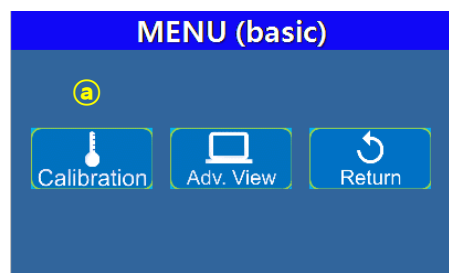 MENU (basic)
ⓐ
Calibration
Adv. View
Return